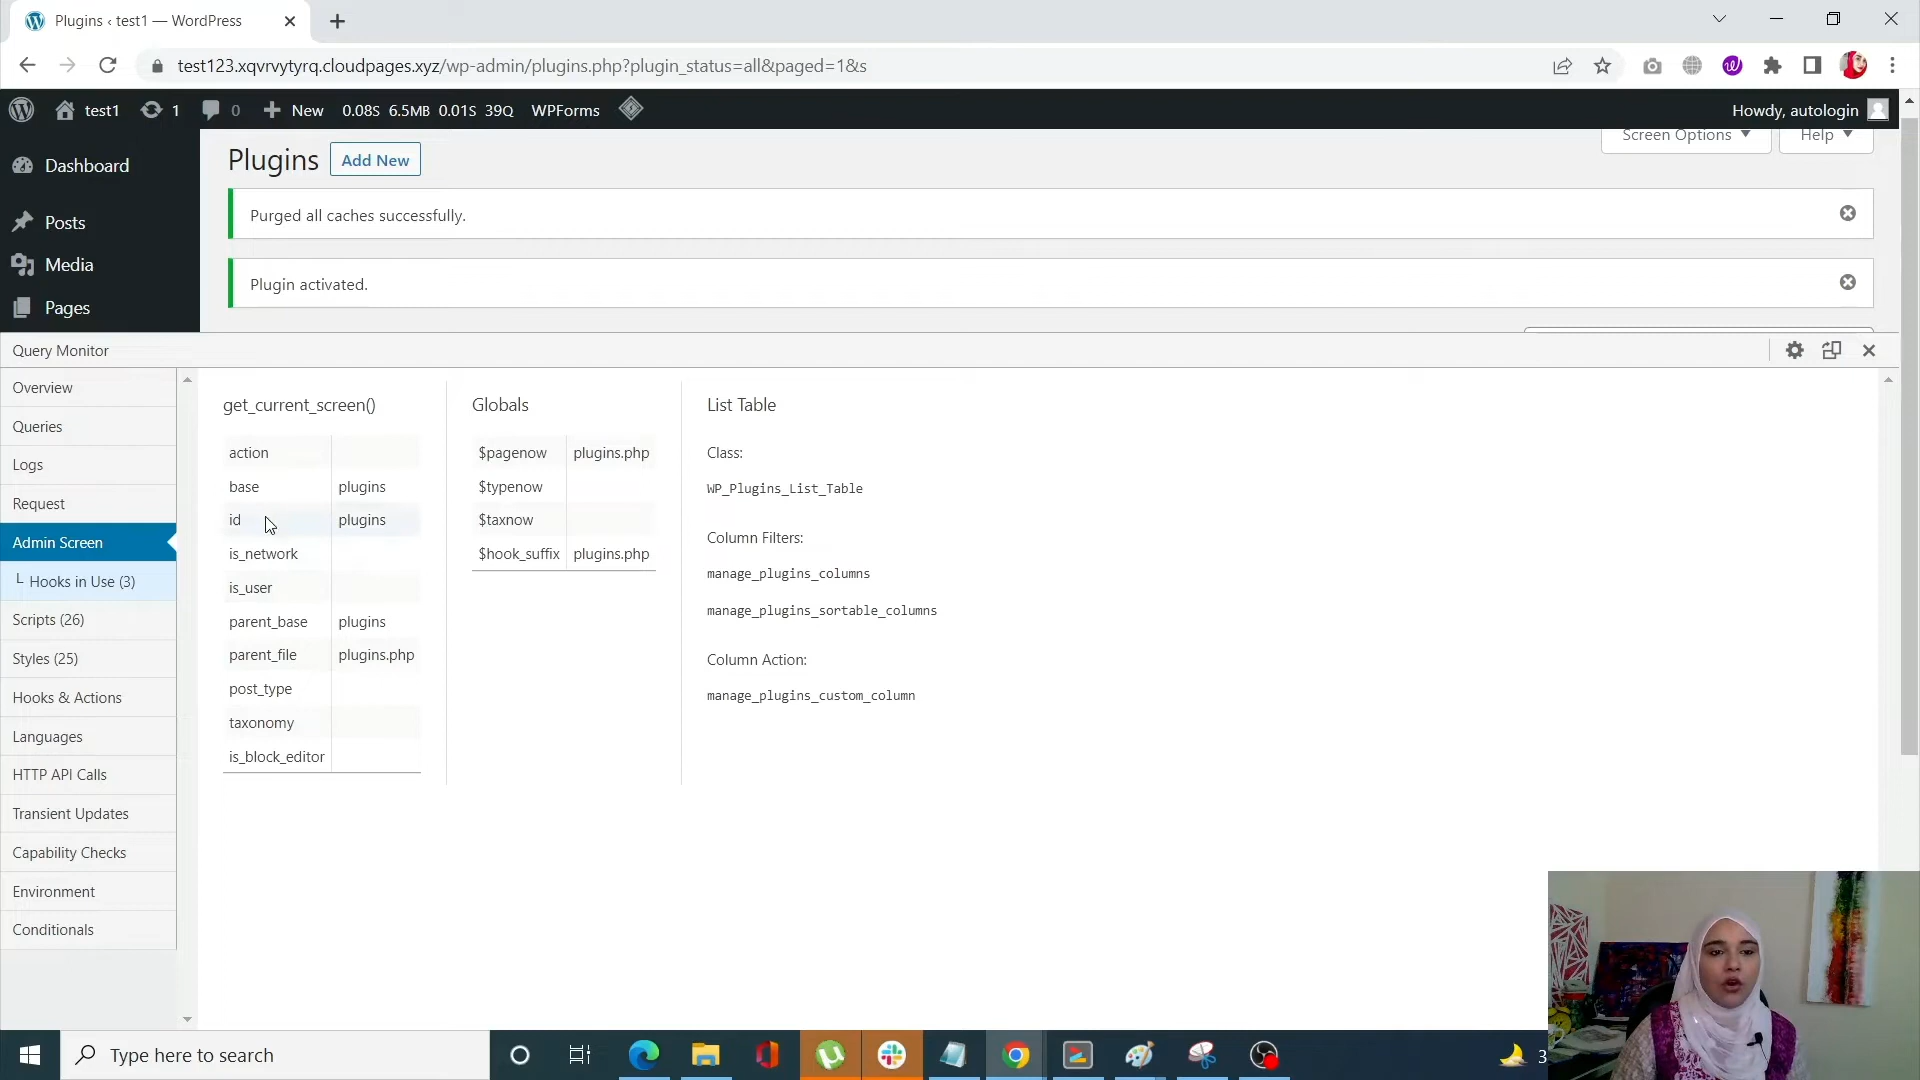 Plugins ‹ test1 — WordPress
test123.xqvrvytyrq.cloudpages.xyz/wp-admin/plugins.php?plugin_status=all&paged=1&s
test1 1 0 New 0.08S 6.5MB 0.01S 39Q WPForms Howdy, autologin
Screen Options Help
Dashboard
Posts
Media
Pages
Plugins Add New
Purged all caches successfully.
Plugin activated.
Query Monitor
Overview
Queries
Logs
Request
Admin Screen
Hooks in Use (3)
Scripts (26)
Styles (25)
Hooks & Actions
Languages
HTTP API Calls
Transient Updates
Capability Checks
Environment
Conditionals
get_current_screen()
action
base plugins
id plugins
is_network
is_user
parent_base plugins
parent_file plugins.php
post_type
taxonomy
is_block_editor
Globals
$pagenow plugins.php
$typenow
$taxnow
$hook_suffix plugins.php
List Table
Class:
WP_Plugins_List_Table
Column Filters:
manage_plugins_columns
manage_plugins_sortable_columns
Column Action:
manage_plugins_custom_column
Type here to search
3